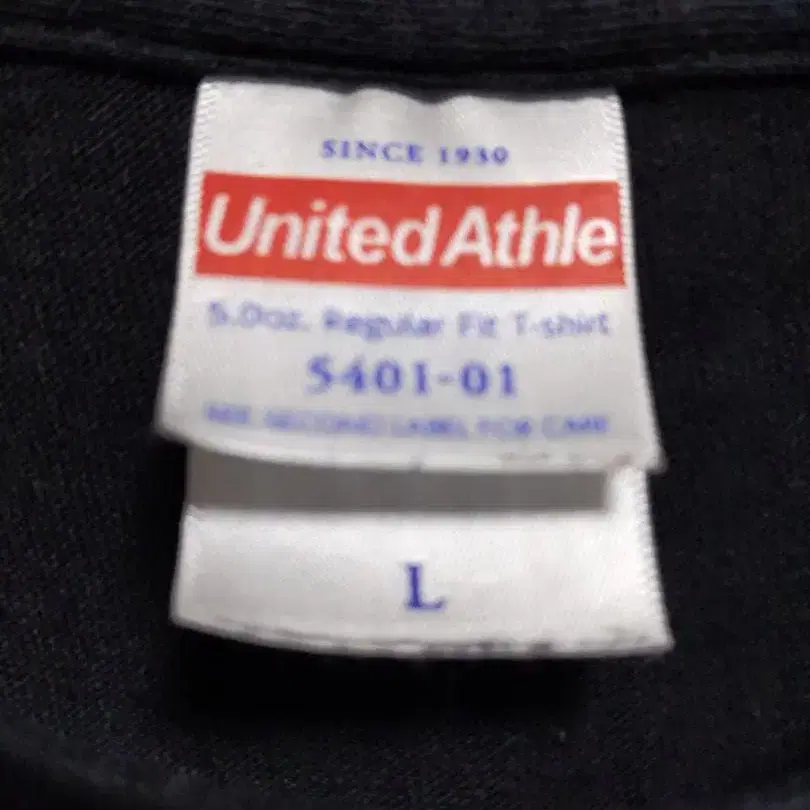 SINCE 1930
United Athle
5.0oz. Regular Fit T-shirt
5401-01
SEE SECOND LABEL FOR CARE
L